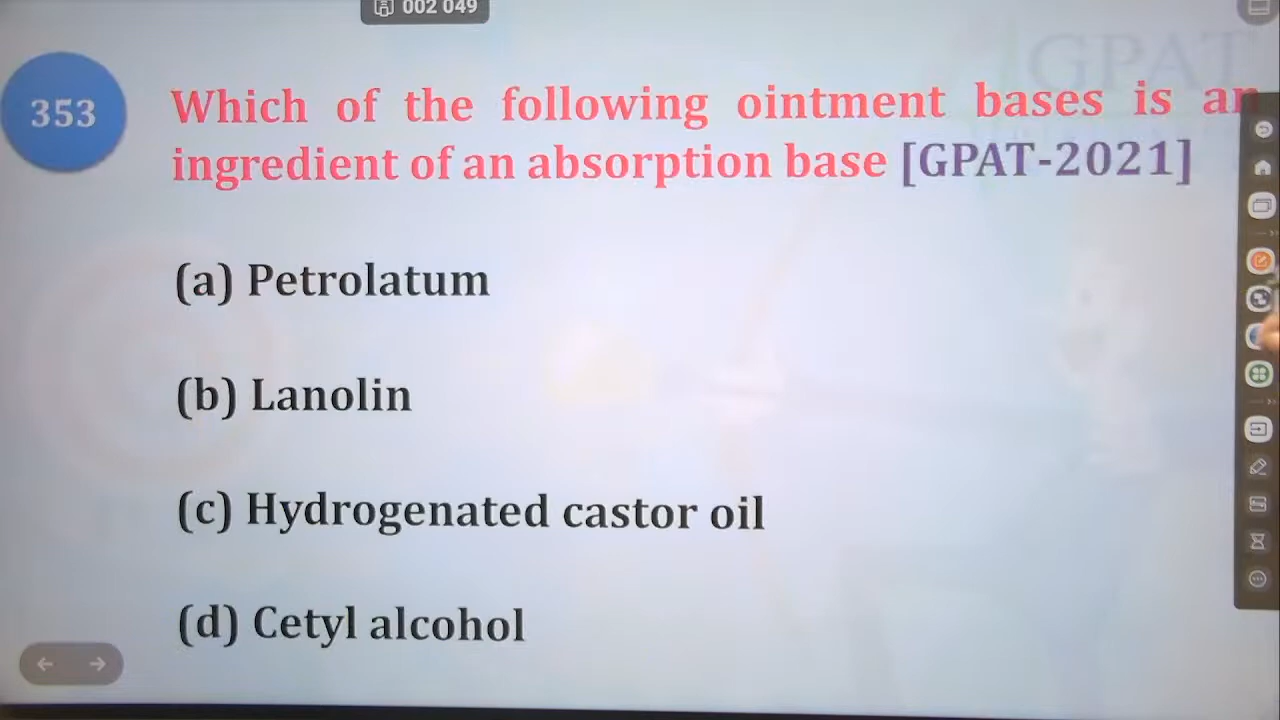 002 049
GPAT
353
Which of the following ointment bases is an
ingredient of an absorption base [GPAT-2021]
(a) Petrolatum
(b) Lanolin
(c) Hydrogenated castor oil
(d) Cetyl alcohol